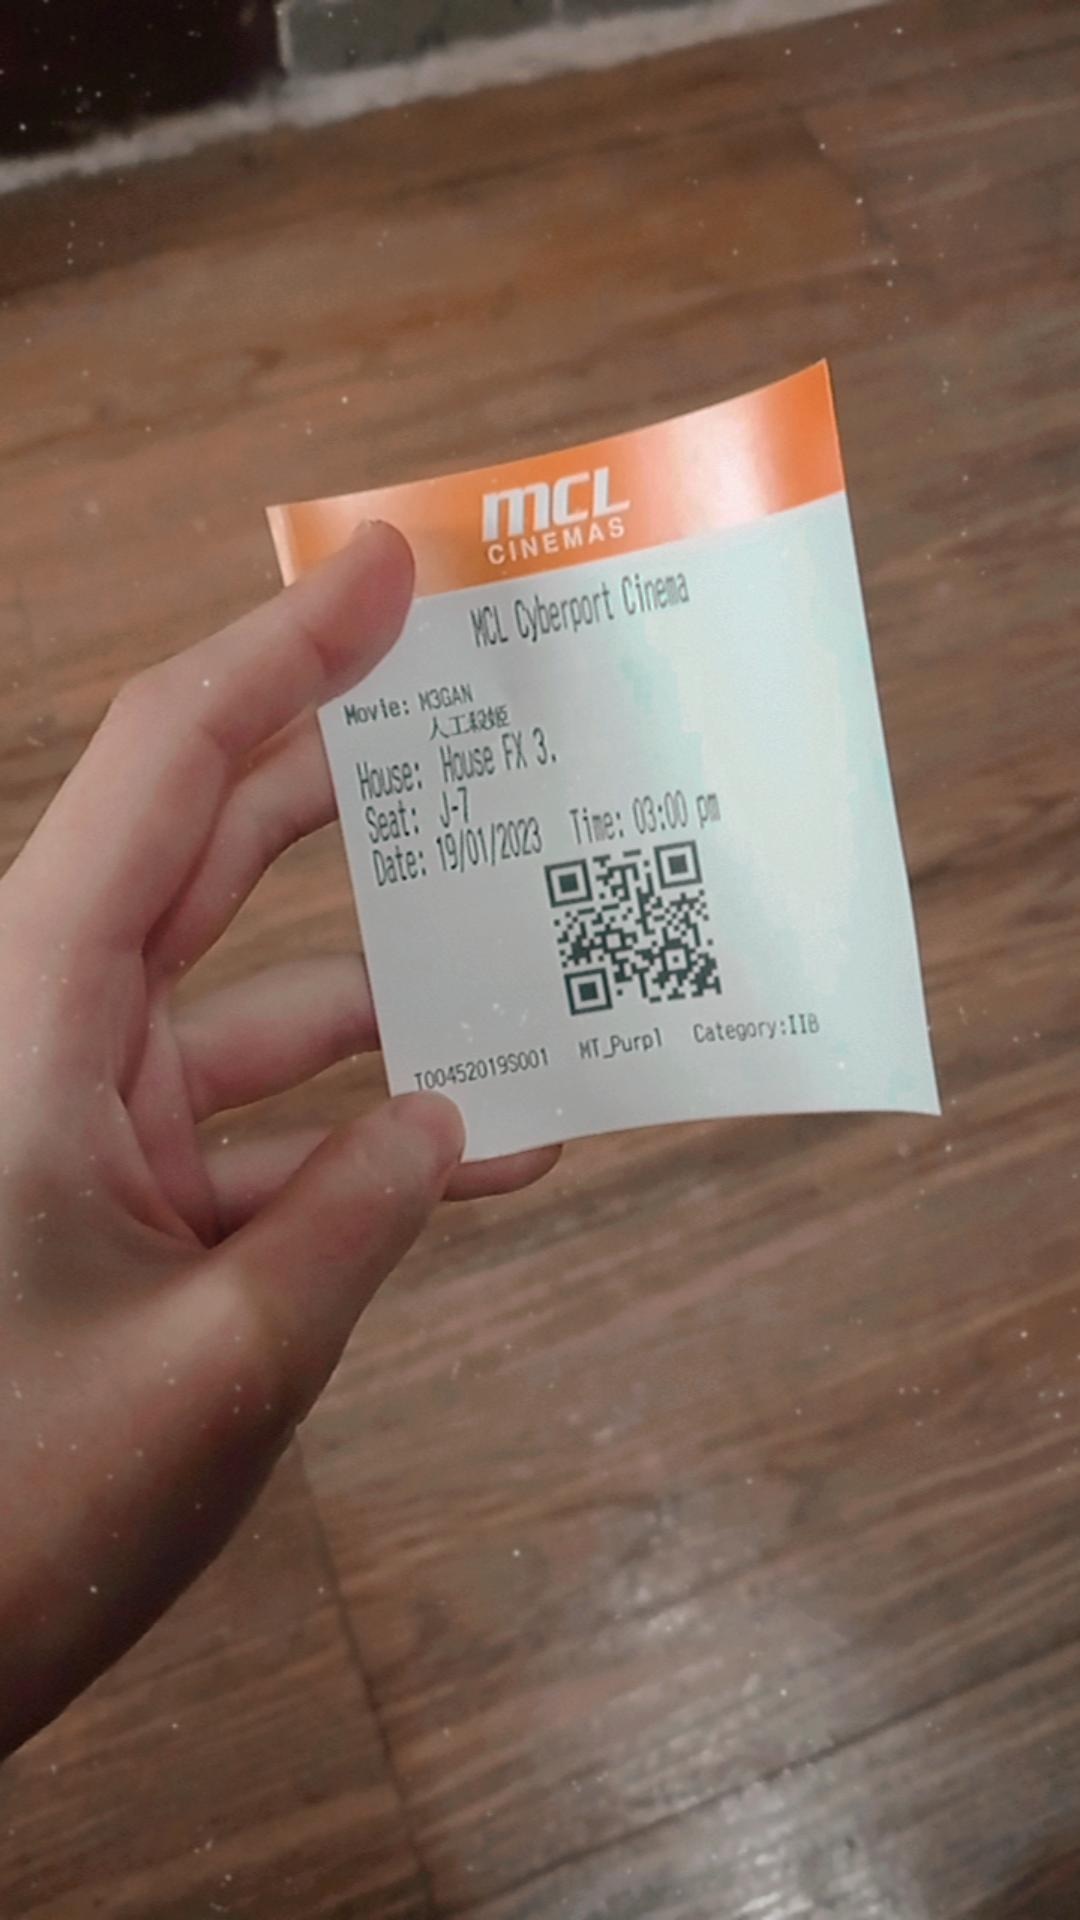 MCL
CINEMAS
MCL Cyberport Cinema
Movie: M3GAN
人工殺姬
House: House FX 3.
Seat: J-7
Date: 19/01/2023 Time: 03:00 pm
T00452019S001 MT_Purpl Category:IIB